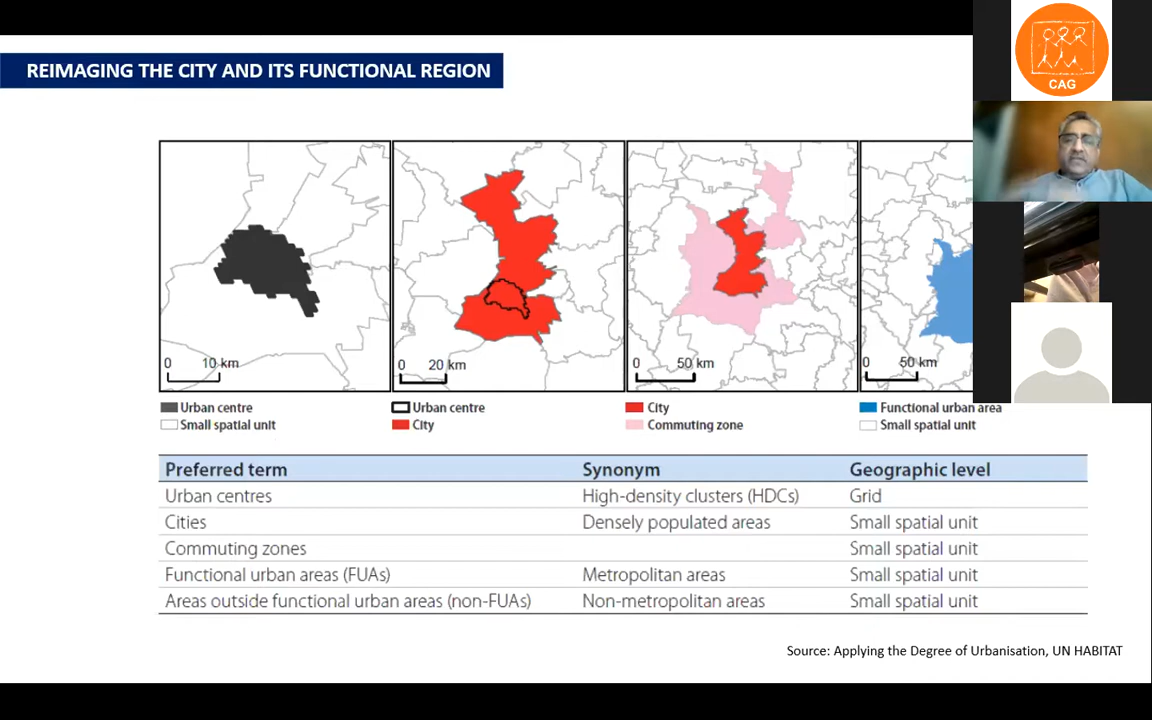 REIMAGING THE CITY AND ITS FUNCTIONAL REGION
CAG
0 10 km
0 20 km
0 50 km
0 50 km
Urban centre
Small spatial unit
Urban centre
City
City
Commuting zone
Functional urban area
Small spatial unit
Preferred term Synonym Geographic level
Urban centres High-density clusters (HDCs) Grid
Cities Densely populated areas Small spatial unit
Commuting zones Small spatial unit
Functional urban areas (FUAs) Metropolitan areas Small spatial unit
Areas outside functional urban areas (non-FUAs) Non-metropolitan areas Small spatial unit
Source: Applying the Degree of Urbanisation, UN HABITAT